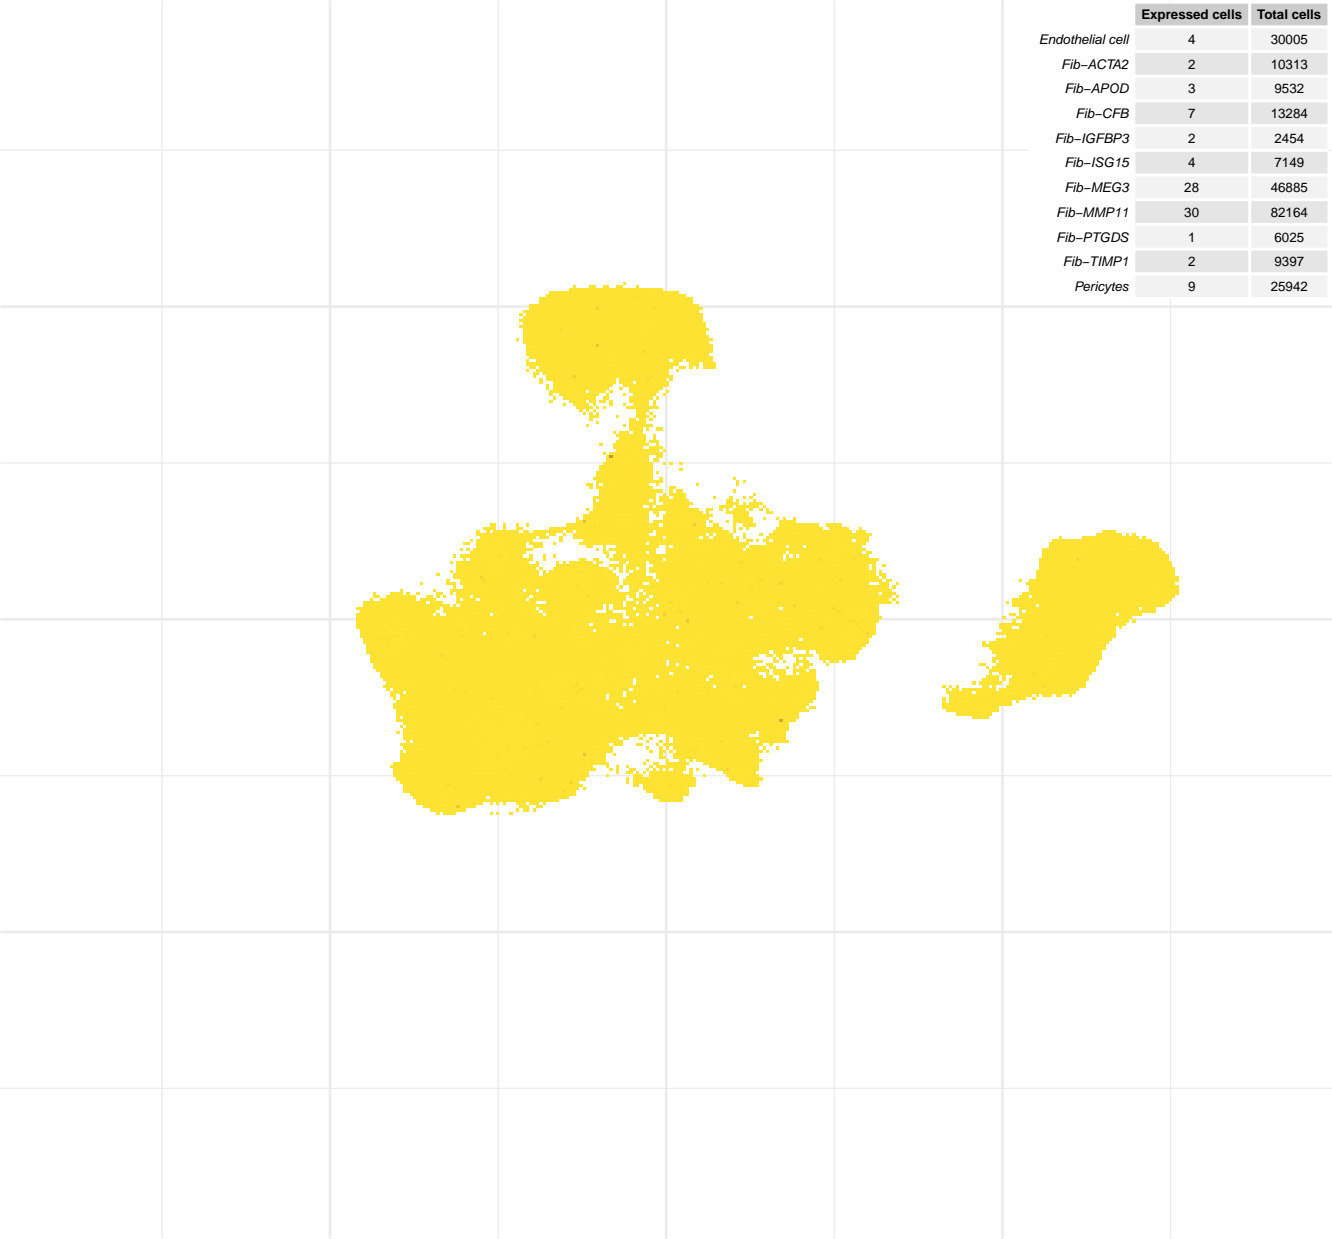 Expressed cells Total cells
Endothelial cell 4 30005
Fib−ACTA2 2 10313
Fib−APOD 3 9532
Fib−CFB 7 13284
Fib−IGFBP3 2 2454
Fib−ISG15 4 7149
Fib−MEG3 28 46885
Fib−MMP11 30 82164
Fib−PTGDS 1 6025
Fib−TIMP1 2 9397
Pericytes 9 25942